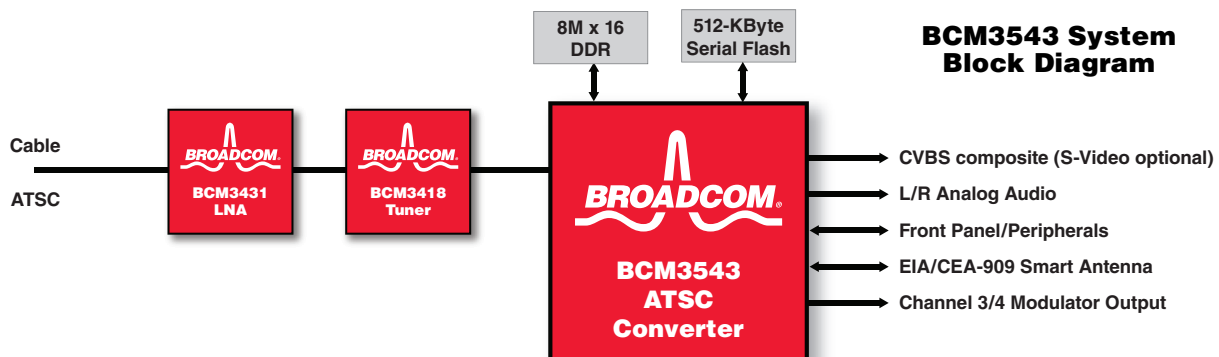 8M x 16
DDR
512-KByte
Serial Flash
BCM3543 System
Block Diagram
Cable
ATSC
BROADCOM®
BCM3431
LNA
BROADCOM®
BCM3418
Tuner
BROADCOM®
BCM3543
ATSC
Converter
CVBS composite (S-Video optional)
L/R Analog Audio
Front Panel/Peripherals
EIA/CEA-909 Smart Antenna
Channel 3/4 Modulator Output